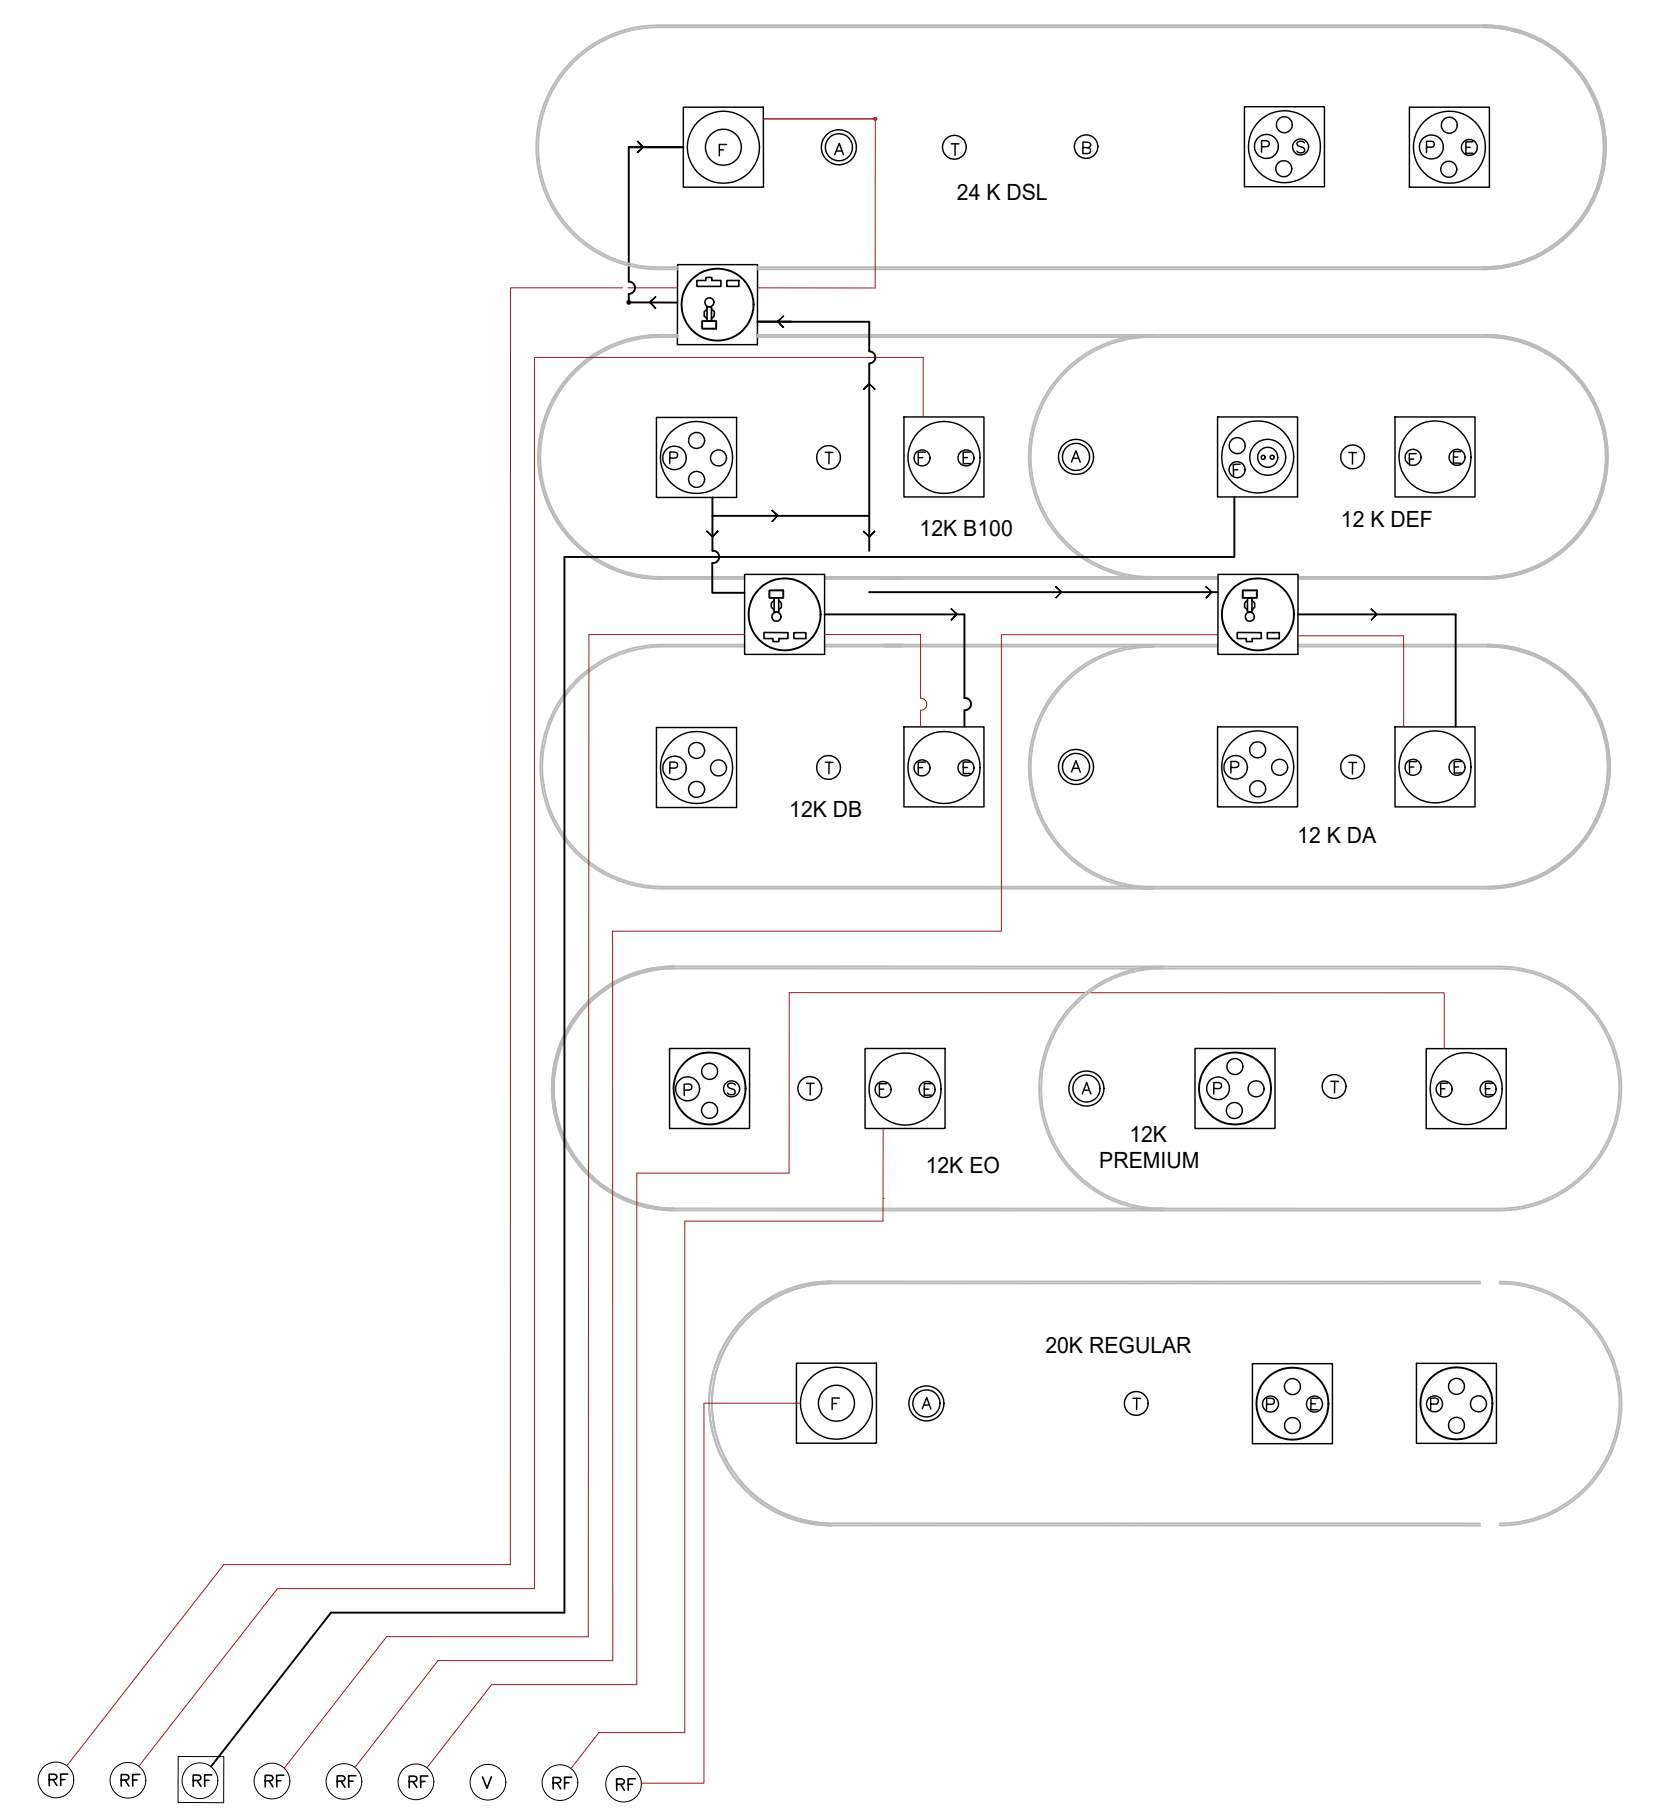 F
A
T
B
P S
P E
24 K DSL
P
T
F E
A
F
T
F E
12K B100
12 K DEF
P
T
F E
A
P
T
F E
12K DB
12 K DA
P S
T
F E
A
P
T
F E
12K EO
12K
PREMIUM
20K REGULAR
F
A
T
P E
P
RF RF RF RF RF RF V RF RF